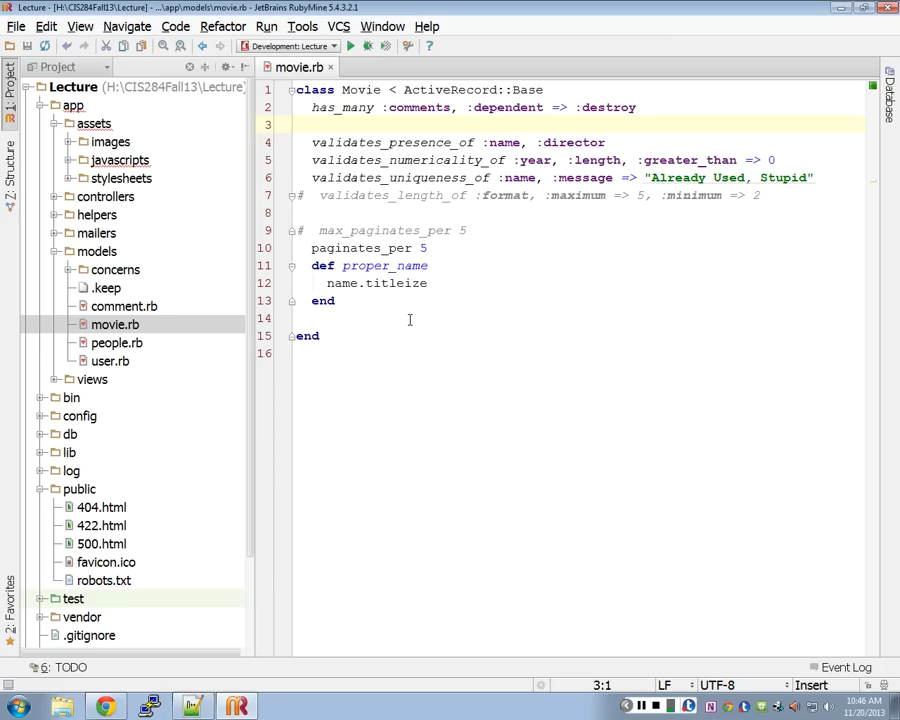 Lecture - [H:\CIS284Fall13\Lecture] - ...\app\models\movie.rb - JetBrains RubyMine 5.4.3.2.1
File Edit View Navigate Code Refactor Run Tools VCS Window Help
Development: Lecture
Project
movie.rb
1: Project
Z: Structure
2: Favorites
Database
Lecture (H:\CIS284Fall13\Lecture)
app
assets
images
javascripts
stylesheets
controllers
helpers
mailers
models
concerns
.keep
comment.rb
movie.rb
people.rb
user.rb
views
bin
config
db
lib
log
public
404.html
422.html
500.html
favicon.ico
robots.txt
test
vendor
.gitignore
1 class Movie < ActiveRecord::Base
2 has_many :comments, :dependent => :destroy
3
4 validates_presence_of :name, :director
5 validates_numericality_of :year, :length, :greater_than => 0
6 validates_uniqueness_of :name, :message => "Already Used, Stupid"
7 # validates_length_of :format, :maximum => 5, :minimum => 2
8
9 # max_paginates_per 5
10 paginates_per 5
11 def proper_name
12 name.titleize
13 end
14
15 end
16
6: TODO
Event Log
3:1 LF UTF-8 Insert
10:46 AM
11/20/2013